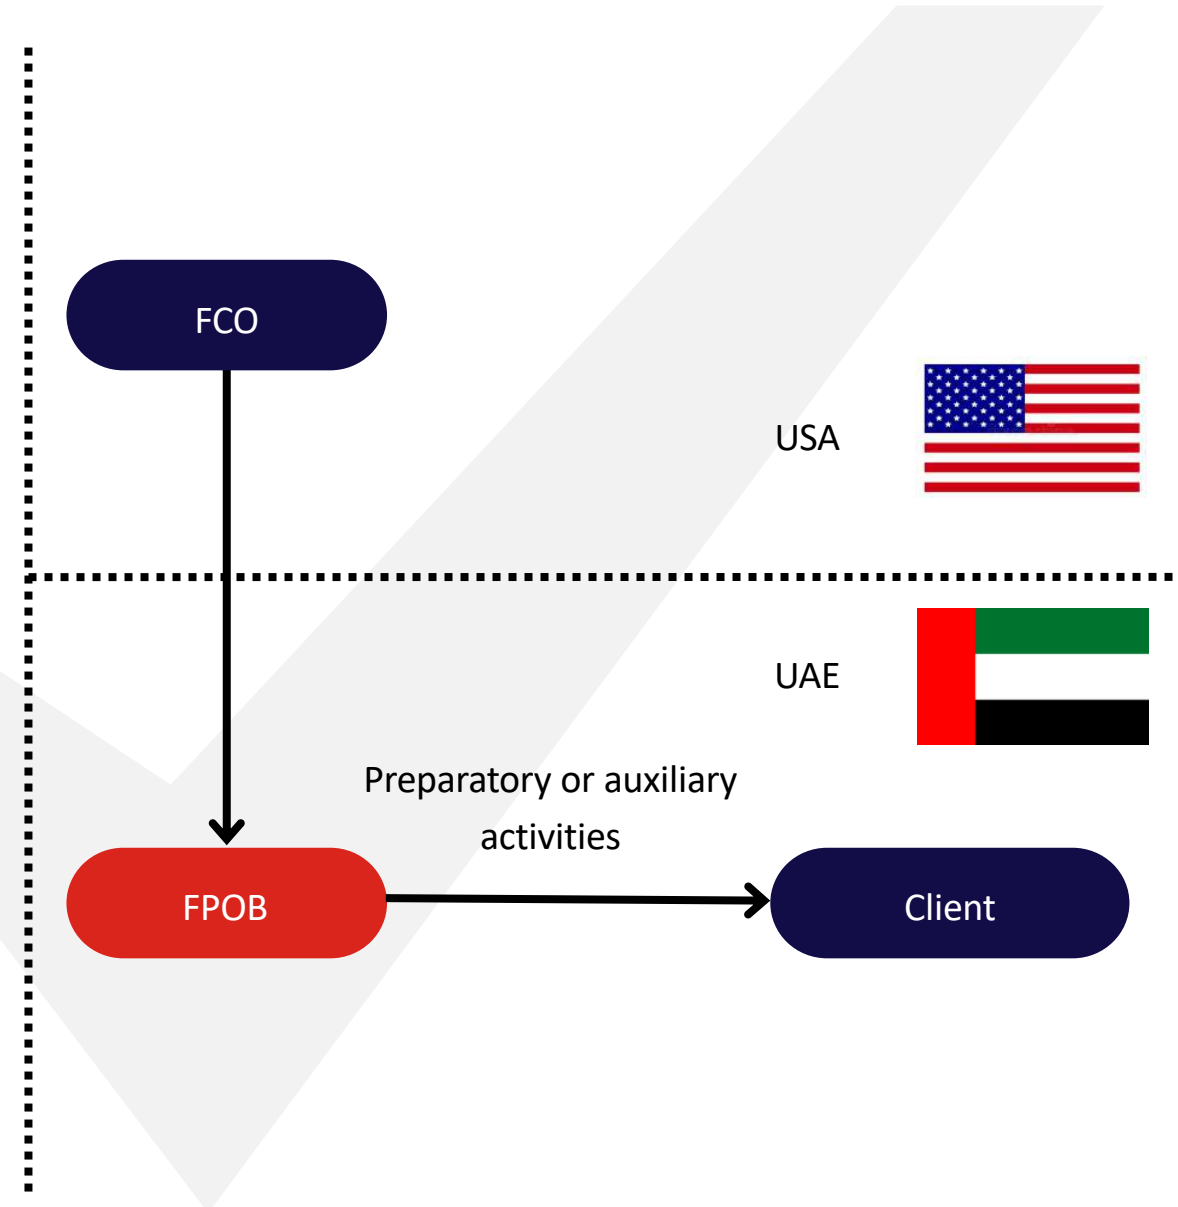 FCO
USA
UAE
Preparatory or auxiliary
activities
FPOB
Client